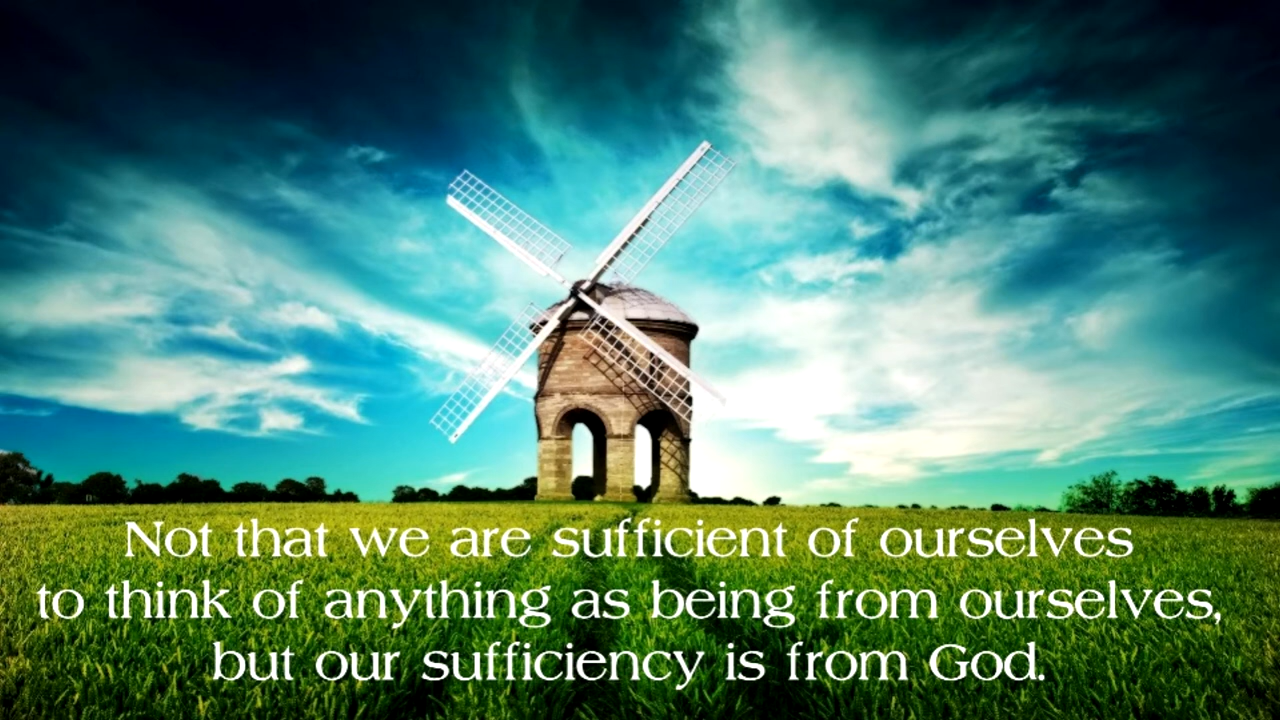 Not that we are sufficient of ourselves
to think of anything as being from ourselves,
but our sufficiency is from God.